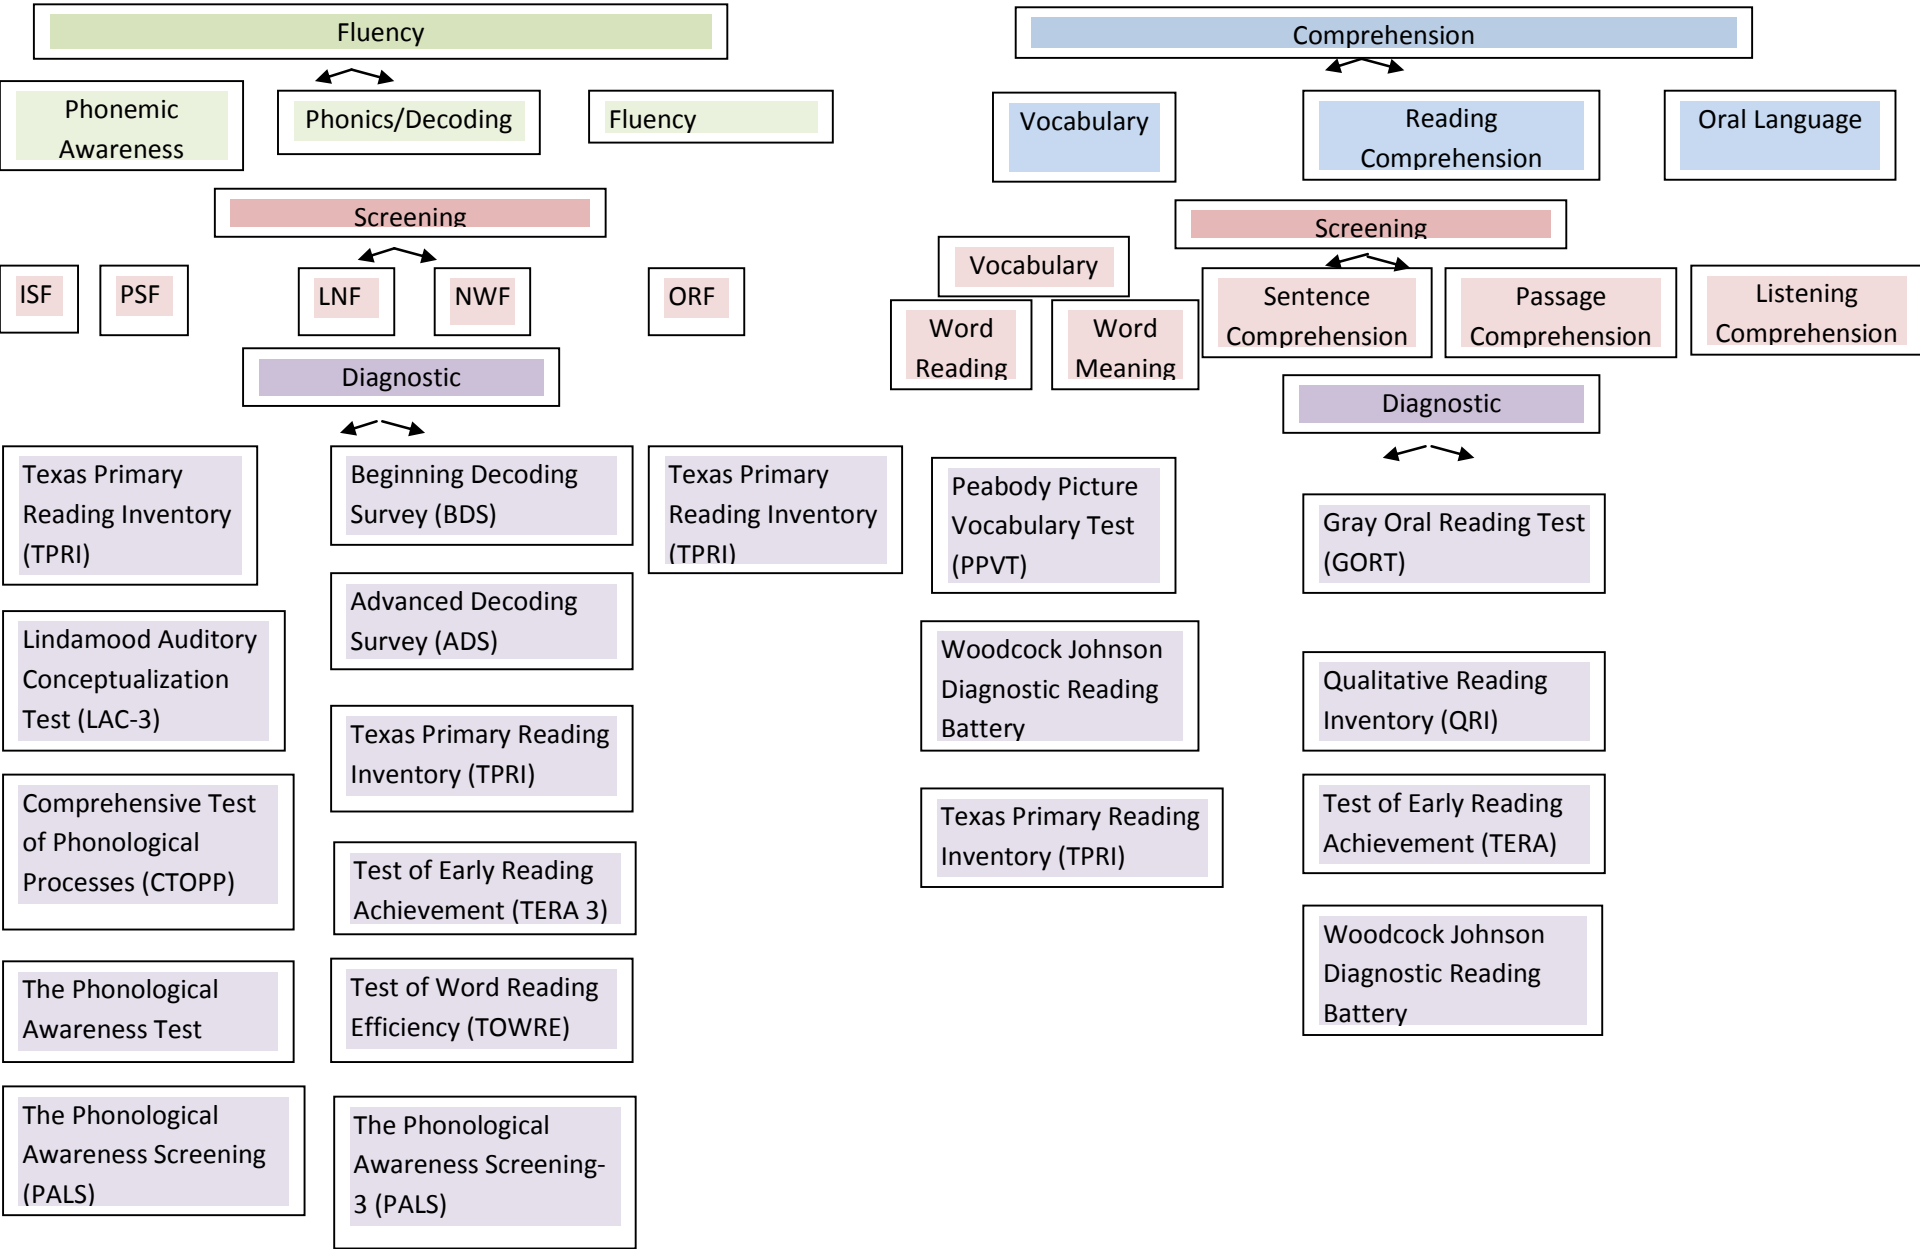 Fluency
Phonemic
Awareness
Phonics/Decoding
Fluency
Screening
ISF
PSF
LNF
NWF
ORF
Diagnostic
Texas Primary
Reading Inventory
(TPRI)
Lindamood Auditory
Conceptualization
Test (LAC-3)
Comprehensive Test
of Phonological
Processes (CTOPP)
The Phonological
Awareness Test
The Phonological
Awareness Screening
(PALS)
Beginning Decoding
Survey (BDS)
Advanced Decoding
Survey (ADS)
Texas Primary Reading
Inventory (TPRI)
Test of Early Reading
Achievement (TERA 3)
Test of Word Reading
Efficiency (TOWRE)
The Phonological
Awareness Screening-
3 (PALS)
Texas Primary
Reading Inventory
(TPRI)
Comprehension
Vocabulary
Reading
Comprehension
Oral Language
Screening
Vocabulary
Word
Reading
Word
Meaning
Sentence
Comprehension
Passage
Comprehension
Listening
Comprehension
Diagnostic
Peabody Picture
Vocabulary Test
(PPVT)
Woodcock Johnson
Diagnostic Reading
Battery
Texas Primary Reading
Inventory (TPRI)
Gray Oral Reading Test
(GORT)
Qualitative Reading
Inventory (QRI)
Test of Early Reading
Achievement (TERA)
Woodcock Johnson
Diagnostic Reading
Battery